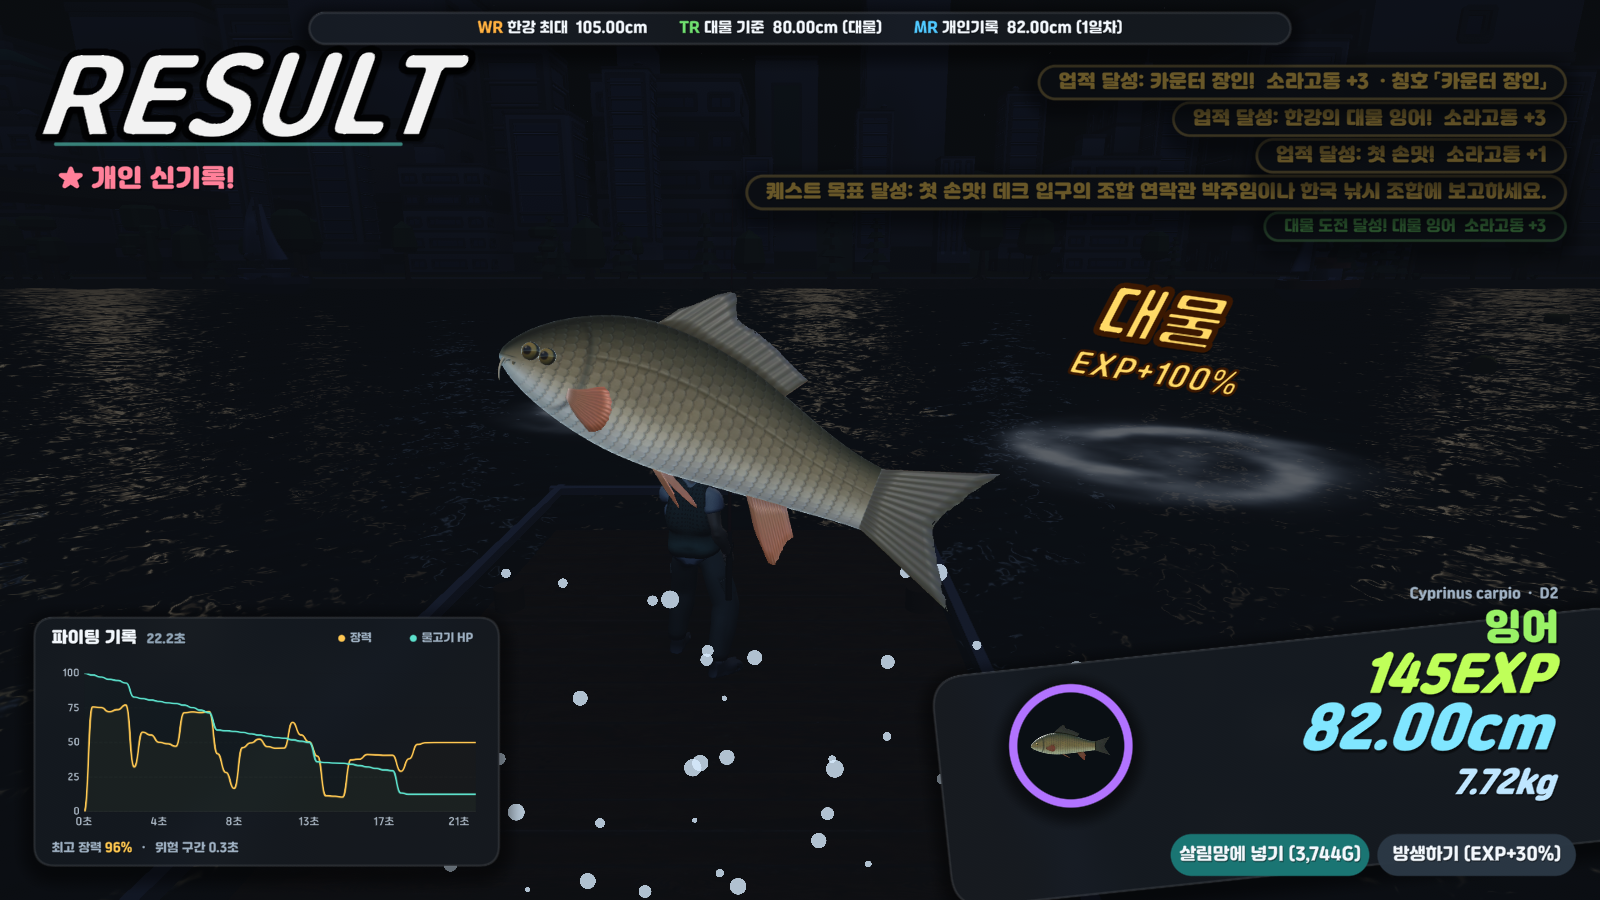 WR 한강 최대 105.00cm TR 대물 기준 80.00cm (대물) MR 개인기록 82.00cm (1일차)
RESULT
★ 개인 신기록!
업적 달성: 카운터 장인! 소라고동 +3 · 칭호 「카운터 장인」
업적 달성: 한강의 대물 잉어! 소라고동 +3
업적 달성: 첫 손맛! 소라고동 +1
퀘스트 목표 달성: 첫 손맛! 데크 입구의 조합 연락관 박주임이나 한국 낚시 조합에 보고하세요.
대물 도전 달성! 대물 잉어 소라고동 +3
대물
EXP+100%
파이팅 기록 22.2초
장력 물고기 HP
100
75
50
25
0
0초 4초 8초 13초 17초 21초
최고 장력 96% · 위험 구간 0.3초
Cyprinus carpio · D2
잉어
145EXP
82.00cm
7.72kg
살림망에 넣기 (3,744G) 방생하기 (EXP+30%)